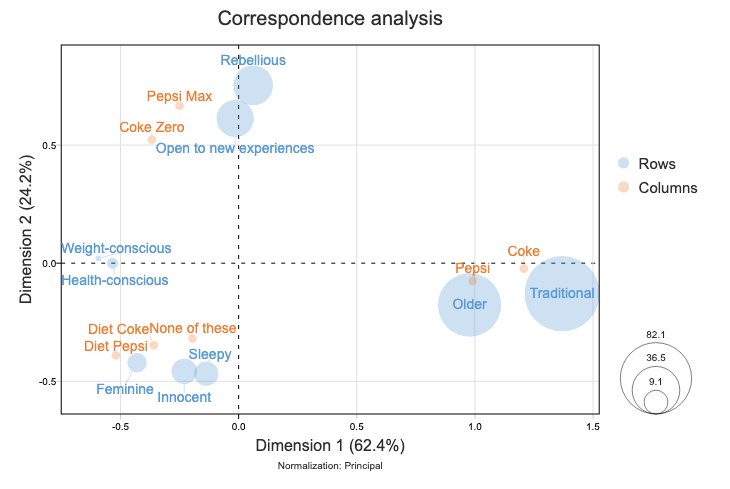 Correspondence analysis
Rebellious
Pepsi Max
Coke Zero
Open to new experiences
0.5
Rows
Columns
Weight-conscious
Coke
0.0
Pepsi
Health-conscious
Traditional
Older
Dimension 2 (24.2%)
Diet Coke
None of these
Diet Pepsi
Sleepy
-0.5
Feminine
Innocent
82.1
36.5
9.1
-0.5
0.0
0.5
1.0
1.5
Dimension 1 (62.4%)
Normalization: Principal